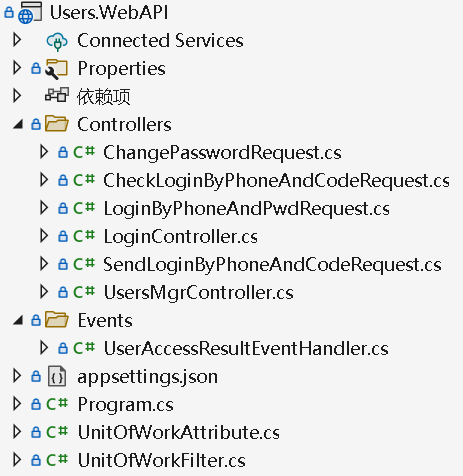 Users.WebAPI
Connected Services
Properties
依赖项
Controllers
C# ChangePasswordRequest.cs
C# CheckLoginByPhoneAndCodeRequest.cs
C# LoginByPhoneAndPwdRequest.cs
C# LoginController.cs
C# SendLoginByPhoneAndCodeRequest.cs
C# UsersMgrController.cs
Events
C# UserAccessResultEventHandler.cs
appsettings.json
C# Program.cs
C# UnitOfWorkAttribute.cs
C# UnitOfWorkFilter.cs